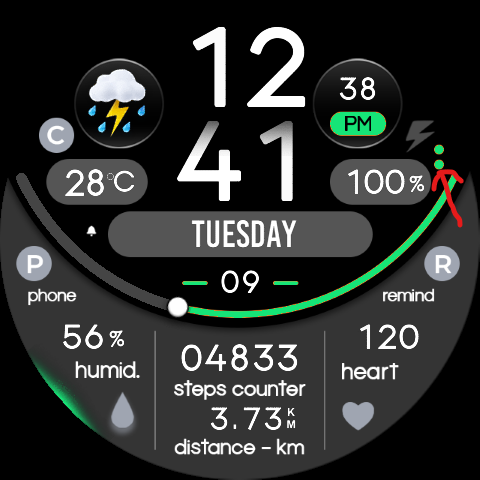 12
38
PM
41
C
28°C
100%
TUESDAY
09
P
phone
R
remind
56%
humid.
04833
steps counter
3.73 KM
distance - km
120
heart